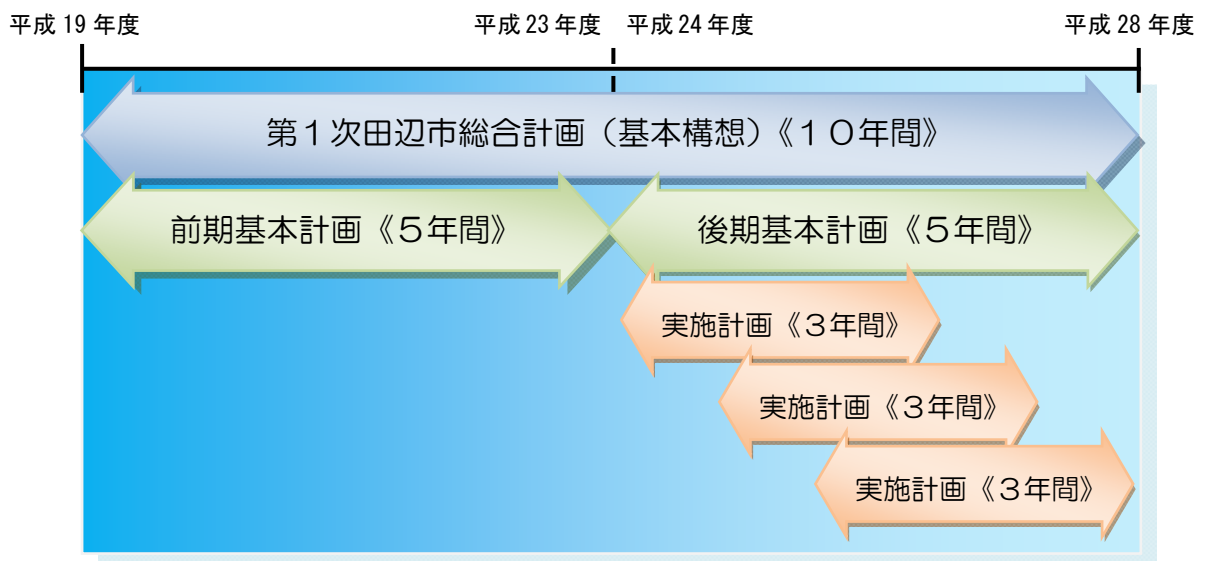 平成 19 年度 平成 23 年度 平成 24 年度 平成 28 年度
第１次田辺市総合計画（基本構想）《１０年間》
前期基本計画《５年間》 後期基本計画《５年間》
実施計画《３年間》
実施計画《３年間》
実施計画《３年間》